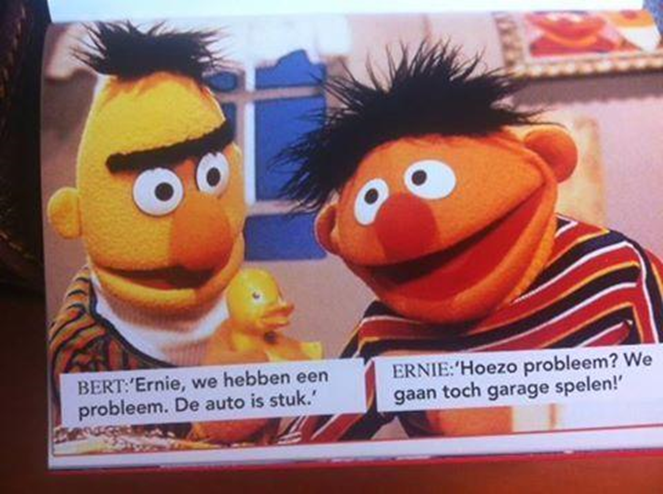 BERT:'Ernie, we hebben een
probleem. De auto is stuk.'
ERNIE:'Hoezo probleem? We
gaan toch garage spelen!'